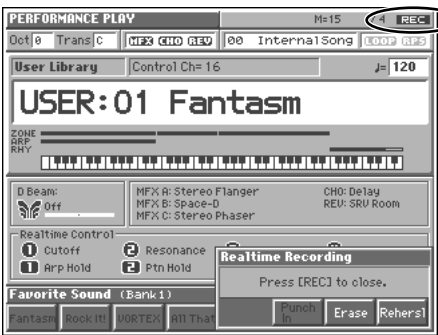 PERFORMANCE PLAY M=15 /4 REC
Oct 0 Trans C MFX CHO REV 00 InternalSong LOOP RPS
User Library Control Ch= 16 ♩= 120
USER:01 Fantasm
ZONE
ARP
RHY
D Beam: MFX A: Stereo Flanger CHO: Delay
Off MFX B: Space-D REV: SRV Room
MFX C: Stereo Phaser
Realtime Control
1 Cutoff 2 Resonance
1 Arp Hold 2 Ptn Hold
Realtime Recording
Press [REC] to close.
Punch In Erase Rehersl
Favorite Sound (Bank1)
Fantasm Rock It! VORTEX All That